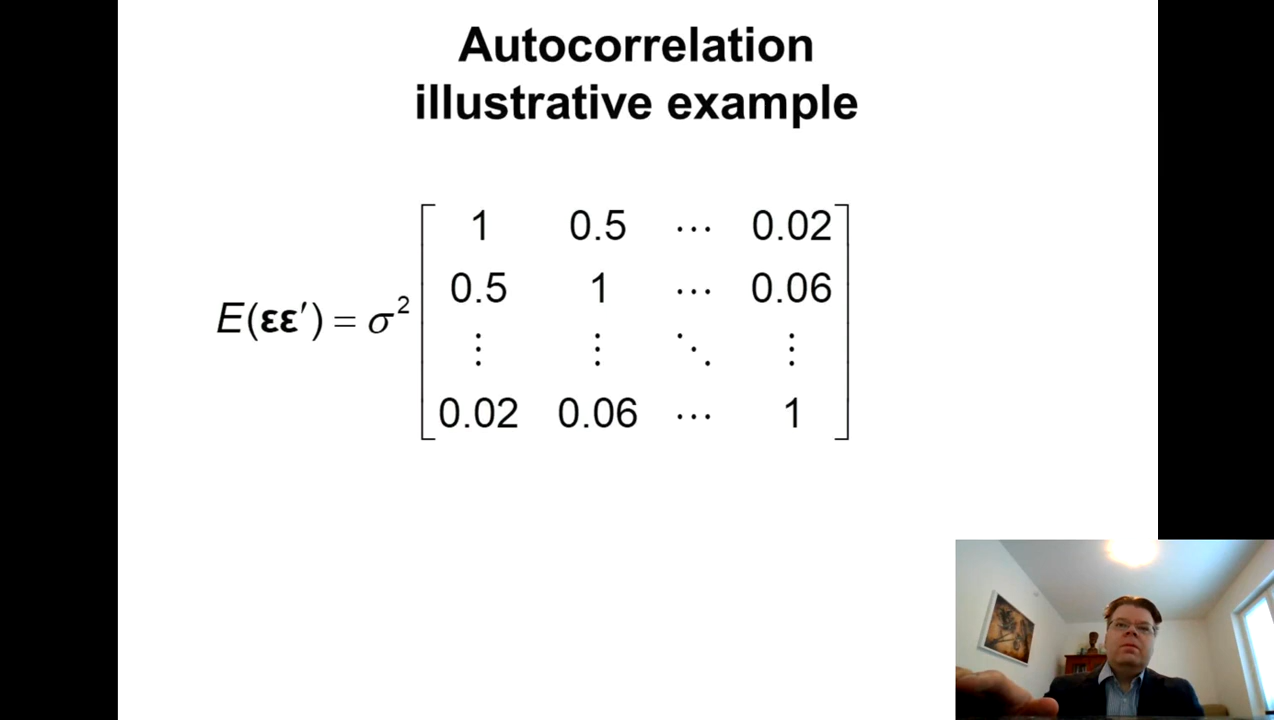 Autocorrelation
illustrative example
1 0.5 ⋯ 0.02
0.5 1 ⋯ 0.06
E(εε′) = σ²
⋮ ⋮ ⋱ ⋮
0.02 0.06 ⋯ 1